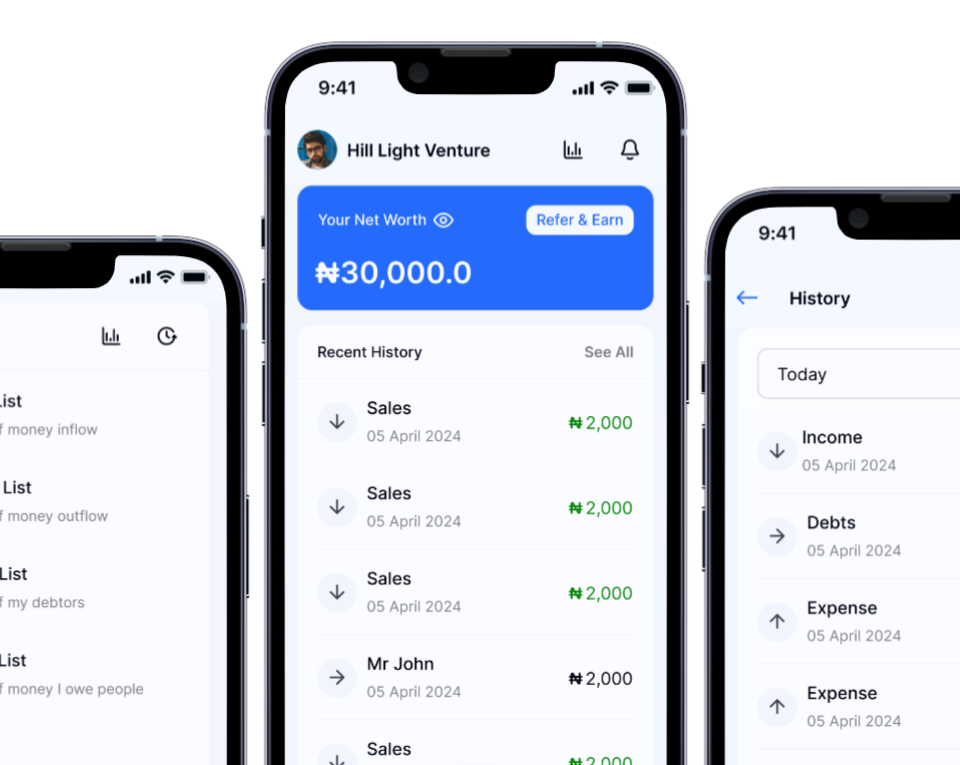 List
f money inflow
List
f money outflow
List
f my debtors
List
f money I owe people
9:41
Hill Light Venture
Your Net Worth
Refer & Earn
₦30,000.0
Recent History
See All
Sales
05 April 2024
₦2,000
Sales
05 April 2024
₦2,000
Sales
05 April 2024
₦2,000
Mr John
05 April 2024
₦2,000
Sales
₦2,000
9:41
History
Today
Income
05 April 2024
Debts
05 April 2024
Expense
05 April 2024
Expense
05 April 2024